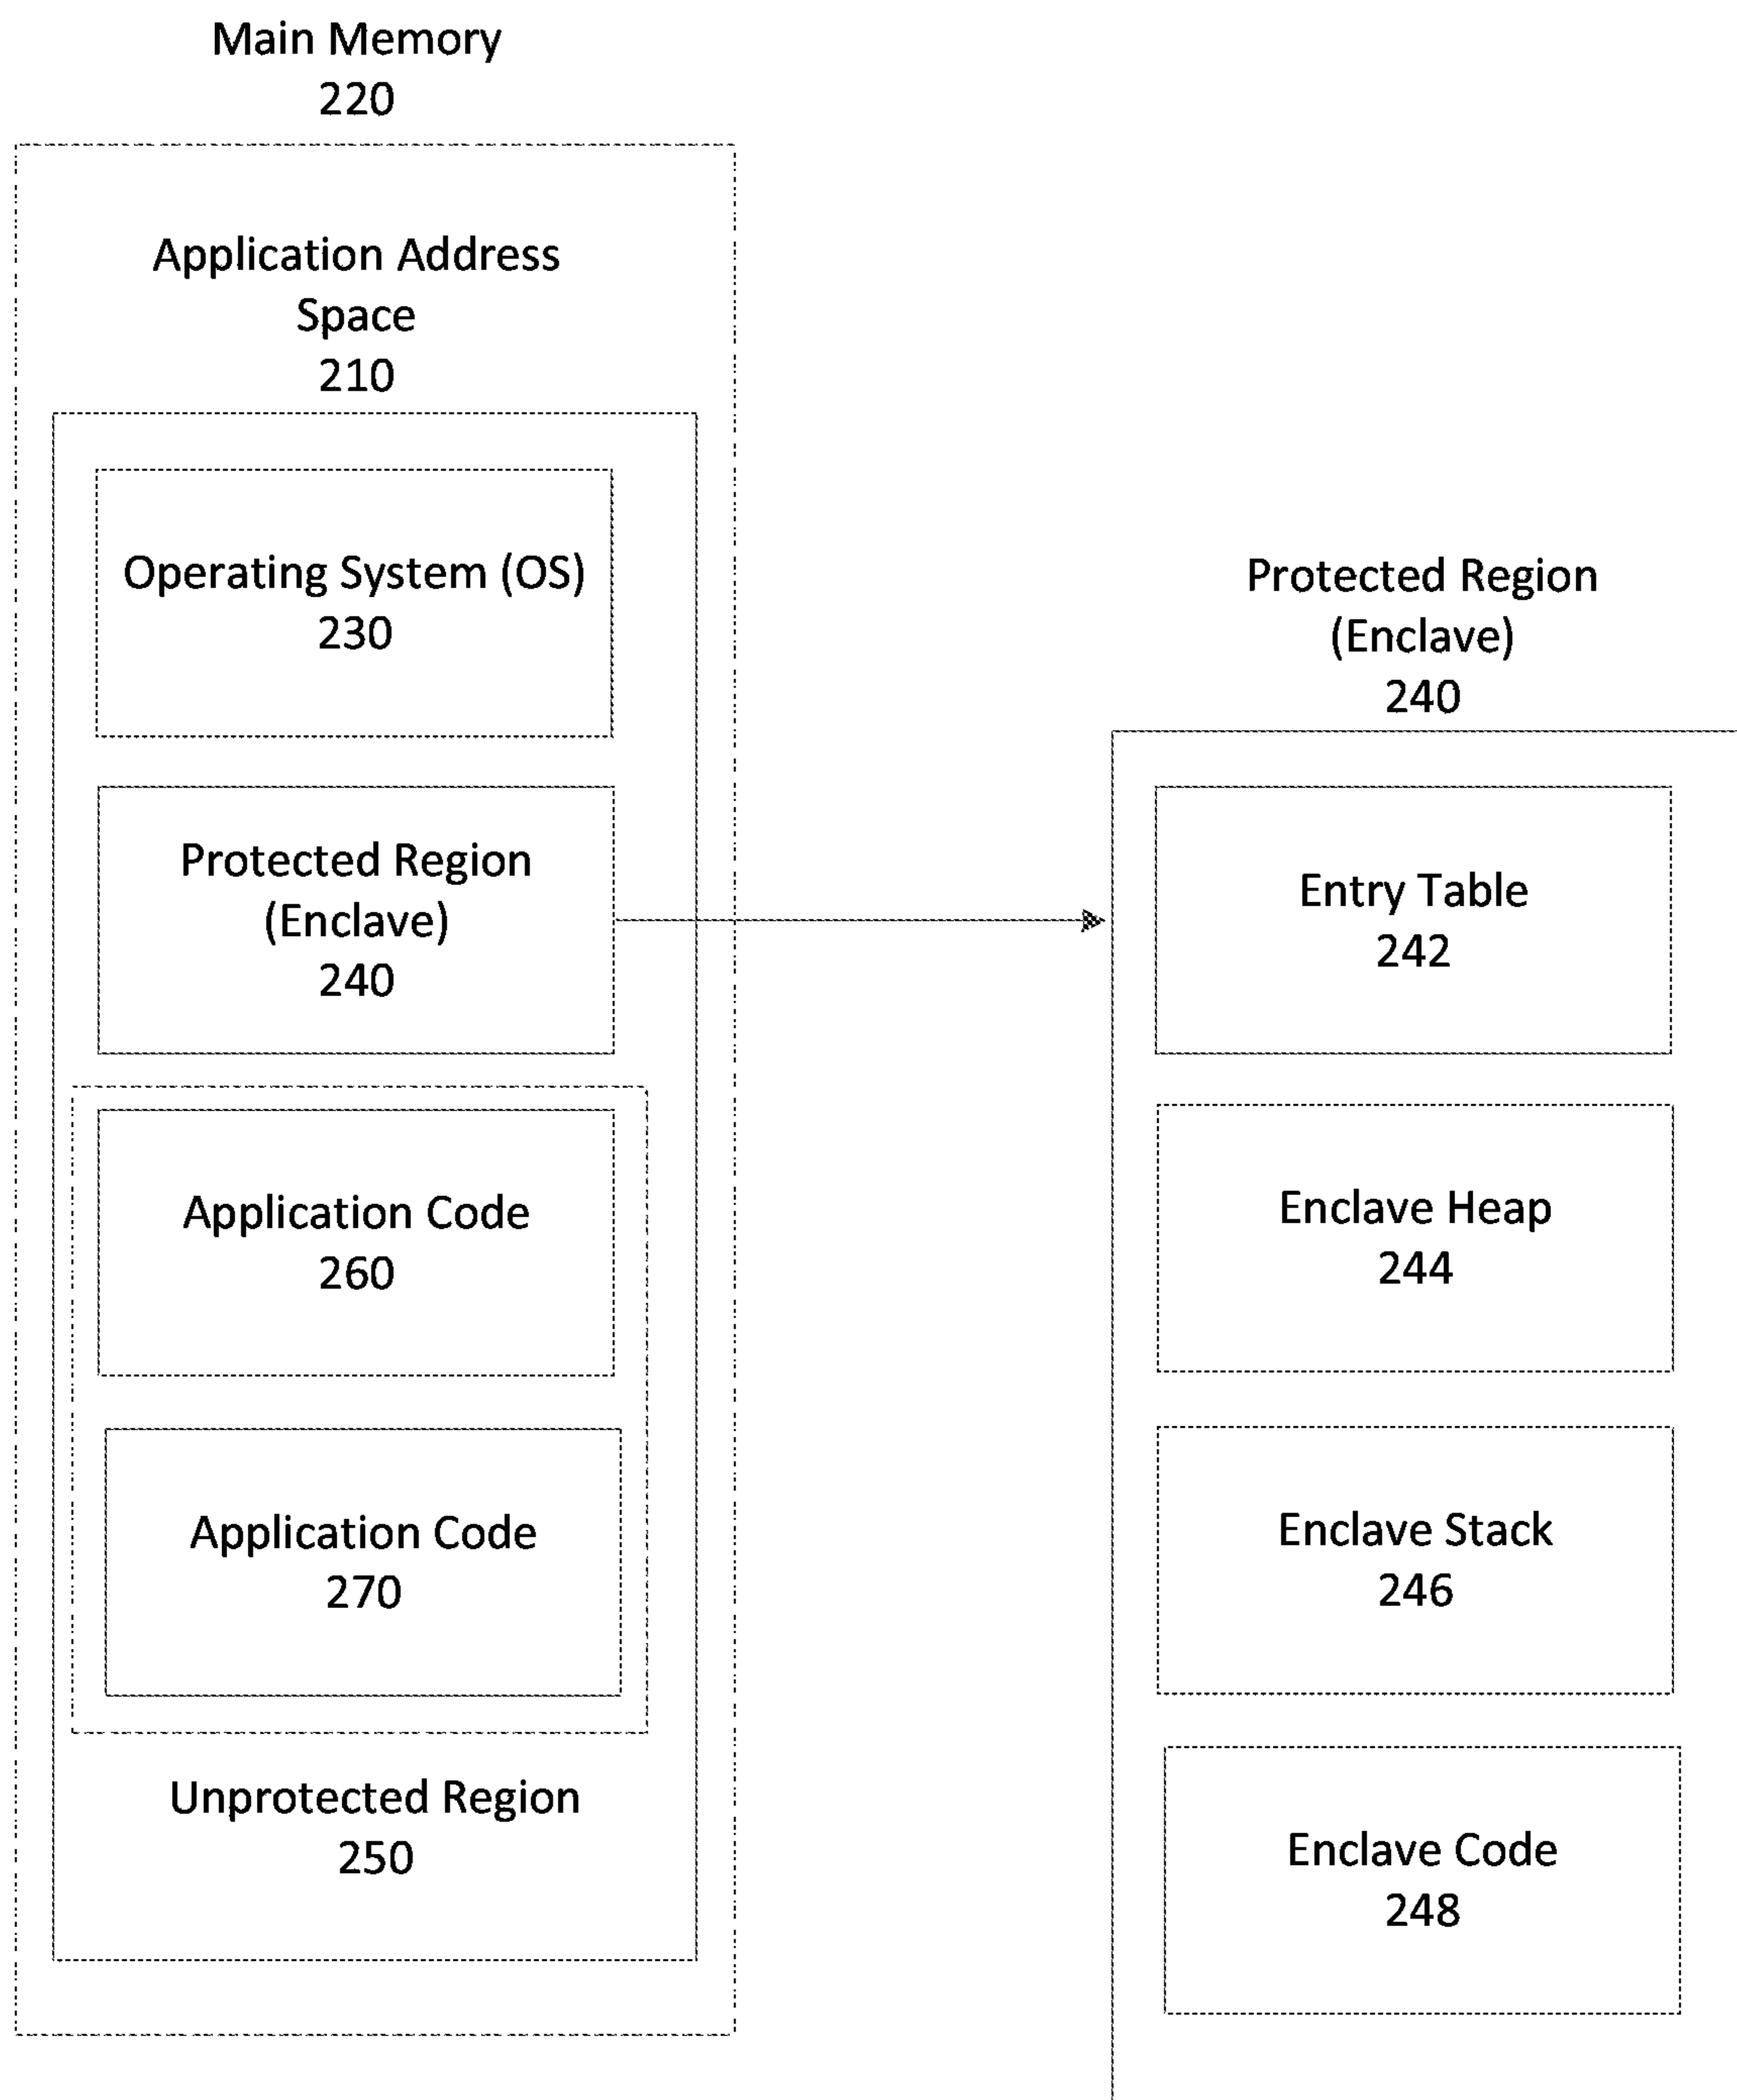 Main Memory
220
Application Address
Space
210
Operating System (OS)
230
Protected Region
(Enclave)
240
Application Code
260
Application Code
270
Unprotected Region
250
Protected Region
(Enclave)
240
Entry Table
242
Enclave Heap
244
Enclave Stack
246
Enclave Code
248